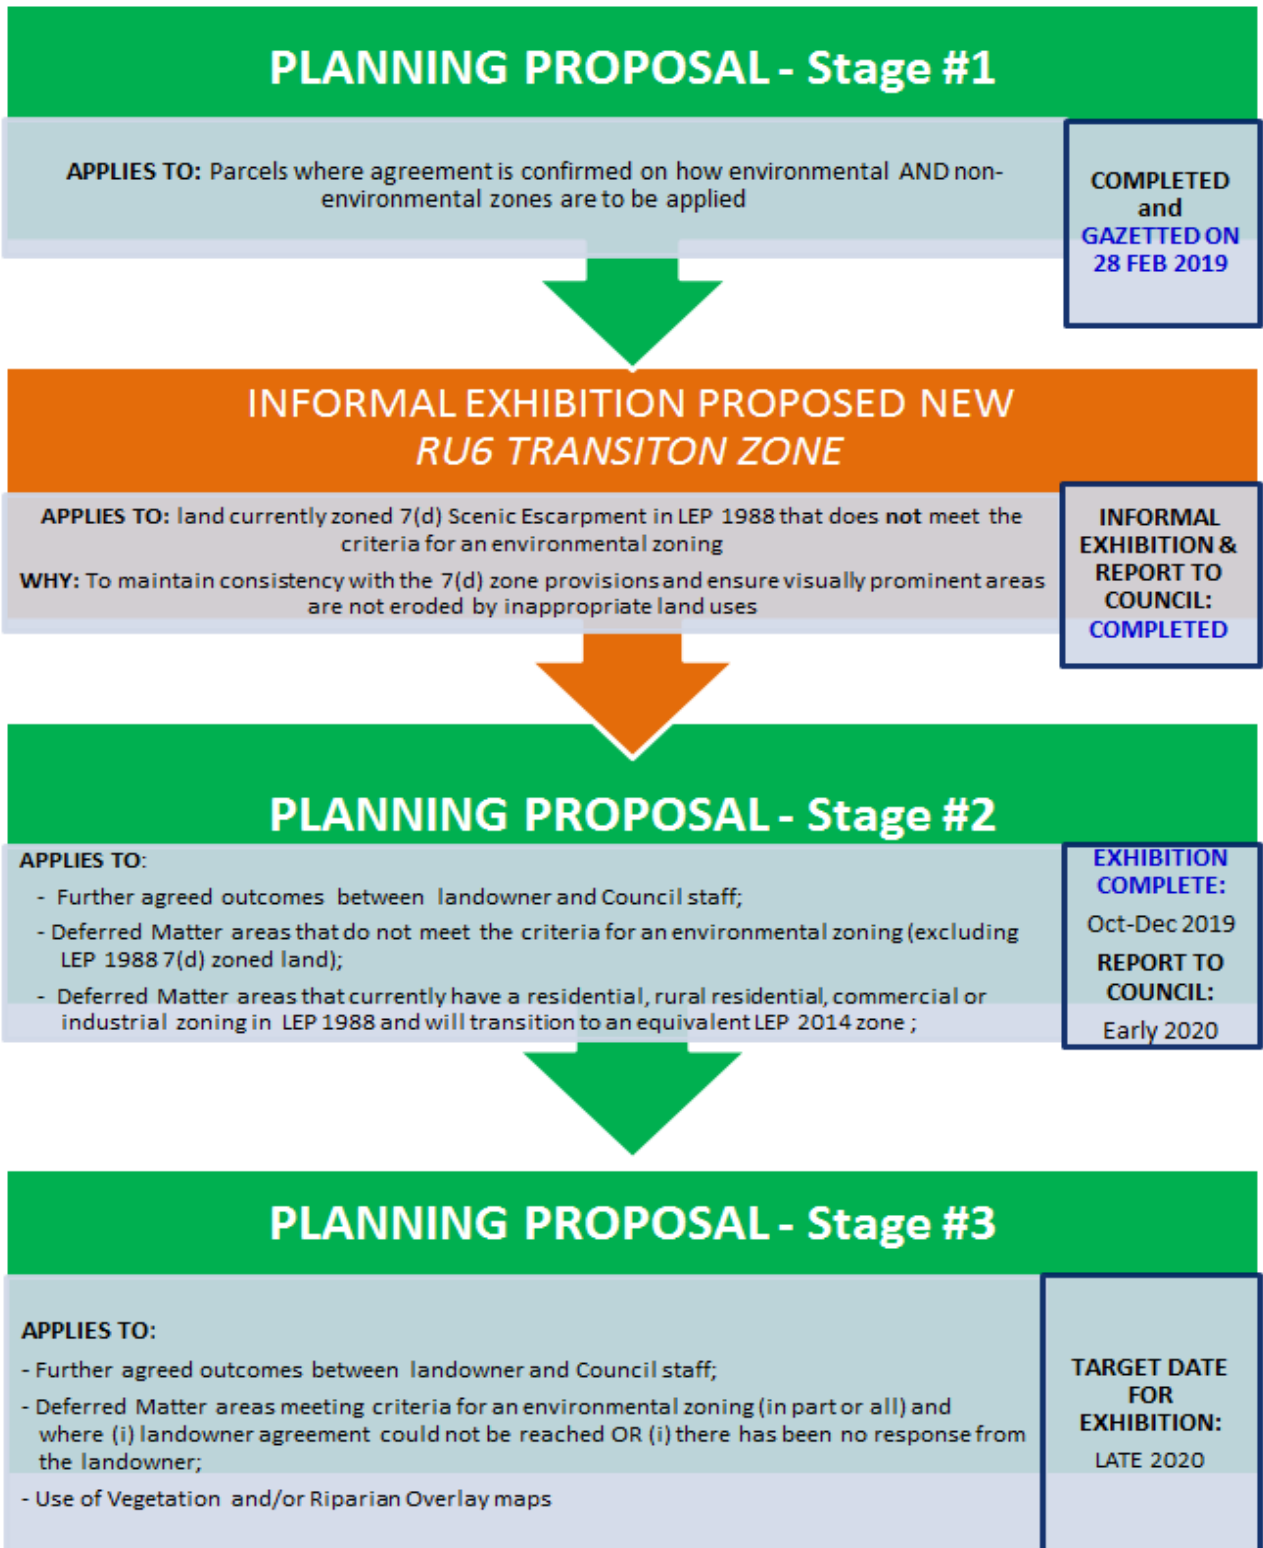 PLANNING PROPOSAL - Stage #1
APPLIES TO: Parcels where agreement is confirmed on how environmental AND non-
environmental zones are to be applied
COMPLETED
and
GAZETTED ON
28 FEB 2019
INFORMAL EXHIBITION PROPOSED NEW
RU6 TRANSITON ZONE
APPLIES TO: land currently zoned 7(d) Scenic Escarpment in LEP 1988 that does not meet the
criteria for an environmental zoning
WHY: To maintain consistency with the 7(d) zone provisions and ensure visually prominent areas
are not eroded by inappropriate land uses
INFORMAL
EXHIBITION &
REPORT TO
COUNCIL:
COMPLETED
PLANNING PROPOSAL - Stage #2
APPLIES TO:
- Further agreed outcomes between landowner and Council staff;
- Deferred Matter areas that do not meet the criteria for an environmental zoning (excluding
LEP 1988 7(d) zoned land);
- Deferred Matter areas that currently have a residential, rural residential, commercial or
industrial zoning in LEP 1988 and will transition to an equivalent LEP 2014 zone ;
EXHIBITION
COMPLETE:
Oct-Dec 2019
REPORT TO
COUNCIL:
Early 2020
PLANNING PROPOSAL - Stage #3
APPLIES TO:
- Further agreed outcomes between landowner and Council staff;
- Deferred Matter areas meeting criteria for an environmental zoning (in part or all) and
where (i) landowner agreement could not be reached OR (i) there has been no response from
the landowner;
- Use of Vegetation and/or Riparian Overlay maps
TARGET DATE
FOR
EXHIBITION:
LATE 2020